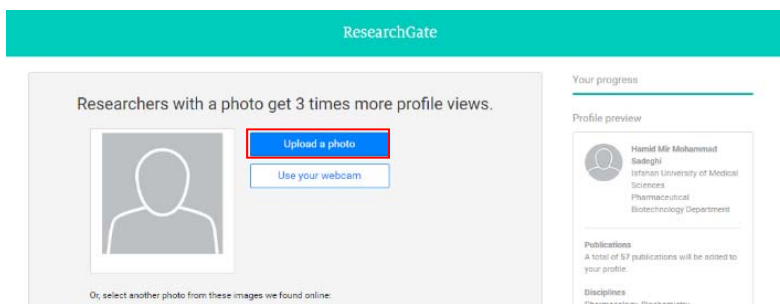 ResearchGate
Researchers with a photo get 3 times more profile views.
Upload a photo
Use your webcam
Or, select another photo from these images we found online:
Your progress
Profile preview
Hamid Mir Mohammad
Sadeghi
Isfahan University of Medical
Sciences
Pharmaceutical
Biotechnology Department
Publications
A total of 57 publications will be added to
your profile.
Disciplines
Pharmacology, Biochemistry,